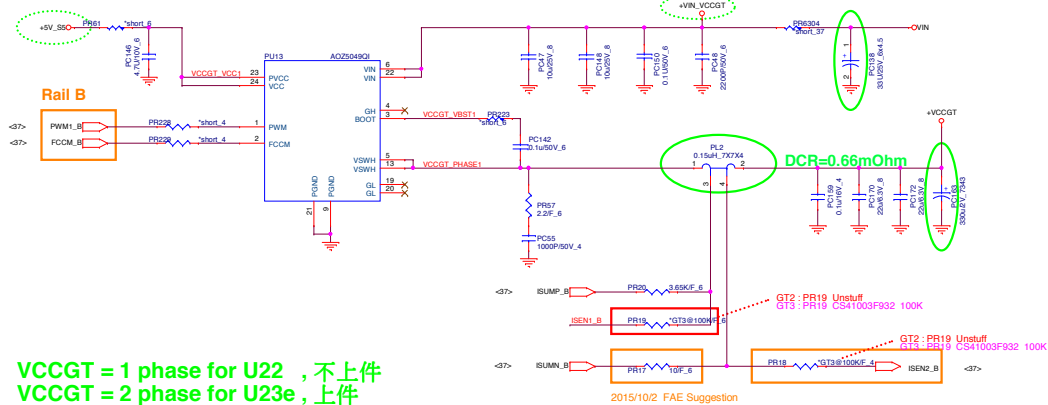 +VIN_VCCGT
+5V_S5
PR61
*short_6
PR6304
*short_37
VIN
PC146
4.7U/10V_6
PU13
AOZ5049QI
PC47
10u/25V_8
PC148
10u/25V_8
PC150
0.1U/50V_6
PC48
2200P/50V_6
1
+
PC138
33U/25V_6x4.5
2
VCCGT_VCC1
23
24
PVCC
VCC
VIN
VIN
6
22
Rail B
GH
BOOT
4
3
VCCGT_VBST1
PR223
*short_6
+VCCGT
<37>
PWM1_B
PR228
*short_4
1
PWM
<37>
FCCM_B
PR229
*short_4
2
FCCM
PC142
0.1u/50V_6
PL2
0.15uH_7X7X4
VSWH
VSWH
5
13
VCCGT_PHASE1
1
2
DCR=0.66mOhm
3
4
GL
GL
19
20
PGND
PGND
21
9
PR57
2.2/F_6
PC159
0.1u/16V_4
PC170
22u/6.3V_8
PC172
22u/6.3V_8
+
PC163
330u/2V_7343
PC55
1000P/50V_4
<37>
ISUMP_B
PR20
3.65K/F_6
GT2 : PR19 Unstuff
GT3 : PR19 CS41003F932 100K
ISEN1_B
PR19
*GT3@100K/F_6
GT2 : PR19 Unstuff
GT3 : PR19 CS41003F932 100K
<37>
ISUMN_B
PR17
10/F_6
PR18
*GT3@100K/F_4
ISEN2_B
<37>
VCCGT = 1 phase for U22 , 不上件
VCCGT = 2 phase for U23e , 上件
2015/10/2 FAE Suggestion